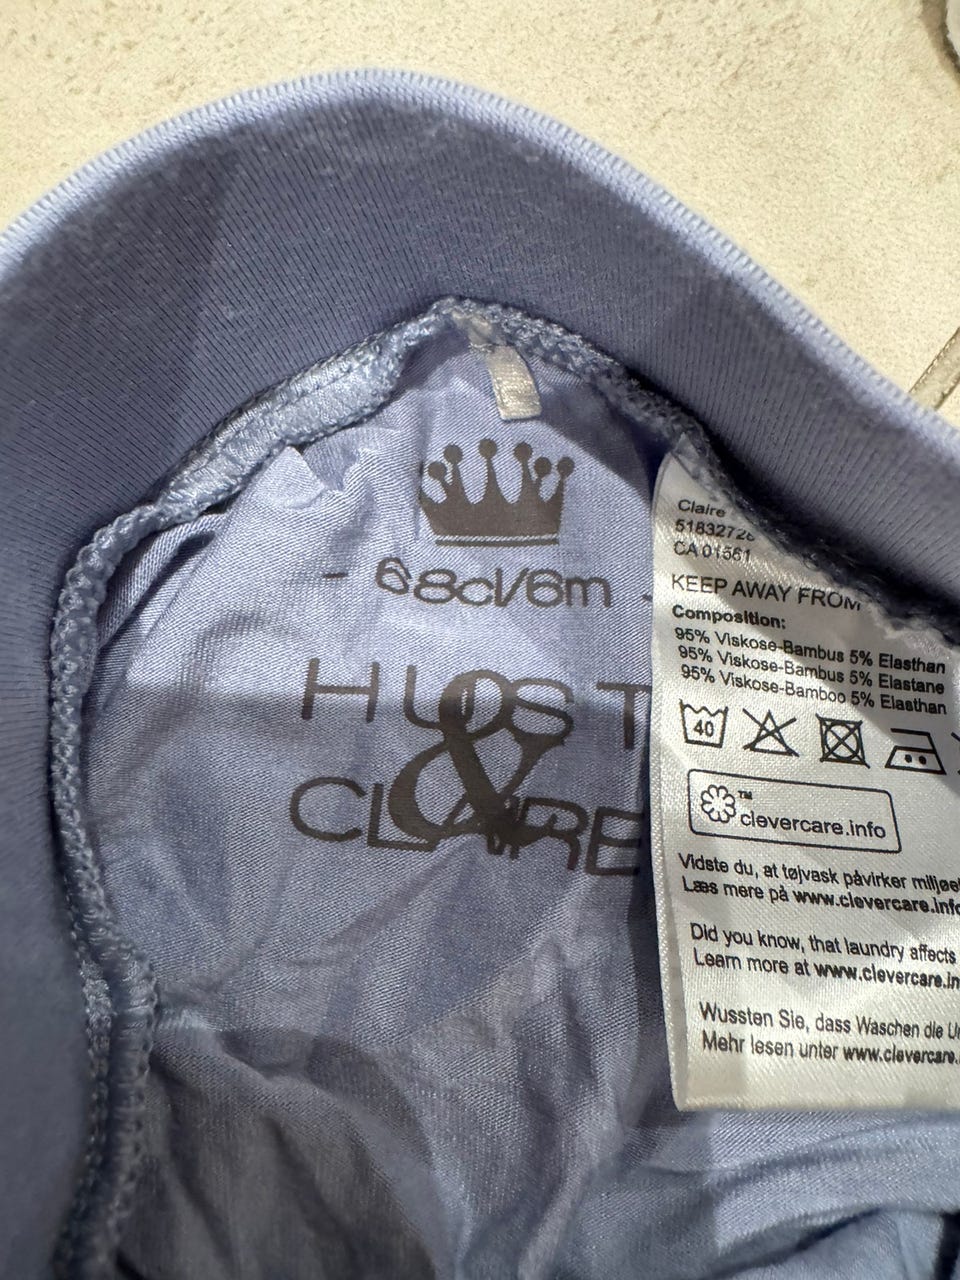 - 68cl/6m -
HUST
&
CLAIRE
Claire
CA 01561
KEEP AWAY FROM
Composition:
95% Viskose-Bambus 5% Elasthan
95% Viskose-Bambus 5% Elastane
95% Viskose-Bamboo 5% Elasthan
40
™
clevercare.info
Vidste du, at tøjvask påvirker miljøet
Læs mere på www.clevercare.info
Did you know, that laundry affects
Learn more at www.clevercare.in
Wussten Sie, dass Waschen die
Mehr lesen unter www.clevercare.